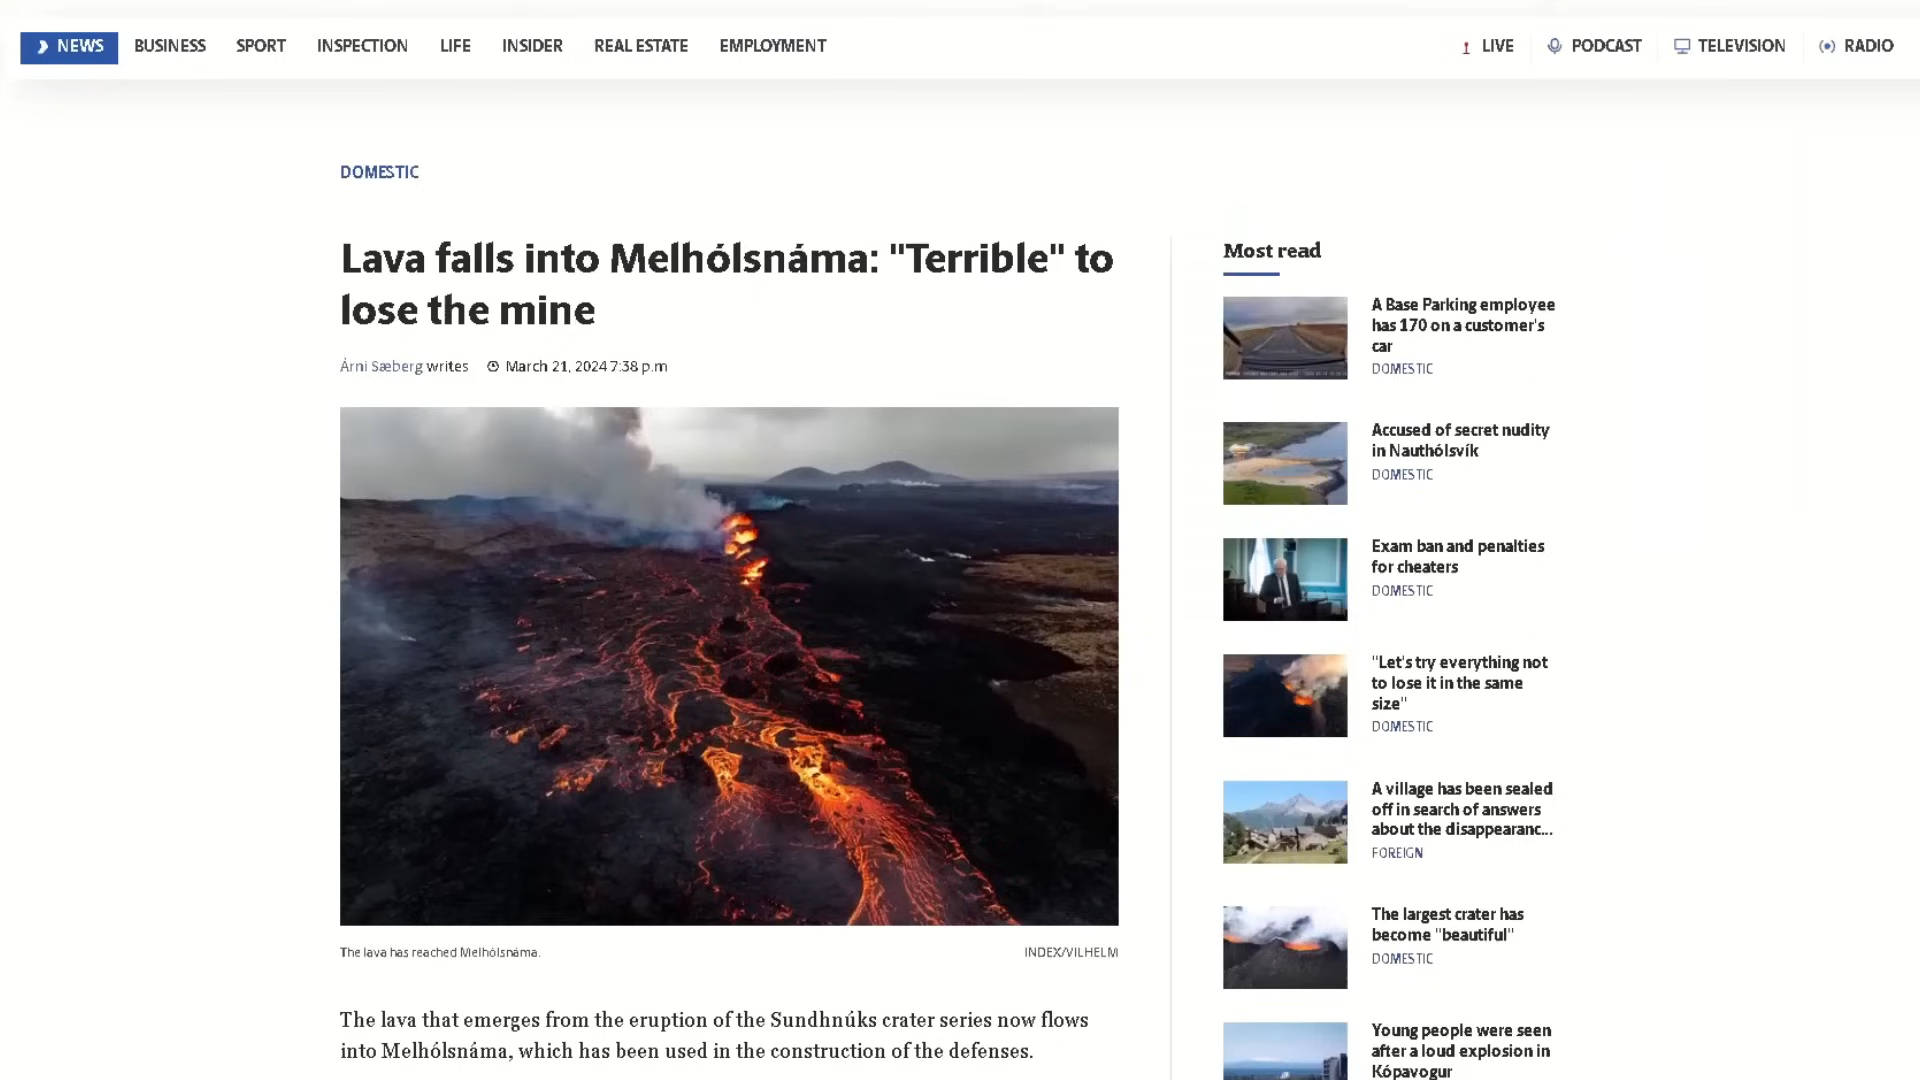 NEWS BUSINESS SPORT INSPECTION LIFE INSIDER REAL ESTATE EMPLOYMENT LIVE PODCAST TELEVISION RADIO
DOMESTIC
Lava falls into Melhólsnáma: "Terrible" to
lose the mine
Árni Sæberg writes March 21, 2024 7:38 p.m
The lava has reached Melhólsnáma. INDEX/VILHELM
The lava that emerges from the eruption of the Sundhnúks crater series now flows
into Melhólsnáma, which has been used in the construction of the defenses.
Most read
A Base Parking employee
has 170 on a customer's
car
DOMESTIC
Accused of secret nudity
in Nauthólsvík
DOMESTIC
Exam ban and penalties
for cheaters
DOMESTIC
"Let's try everything not
to lose it in the same
size"
DOMESTIC
A village has been sealed
off in search of answers
about the disappearanc...
FOREIGN
The largest crater has
become "beautiful"
DOMESTIC
Young people were seen
after a loud explosion in
Kópavogur